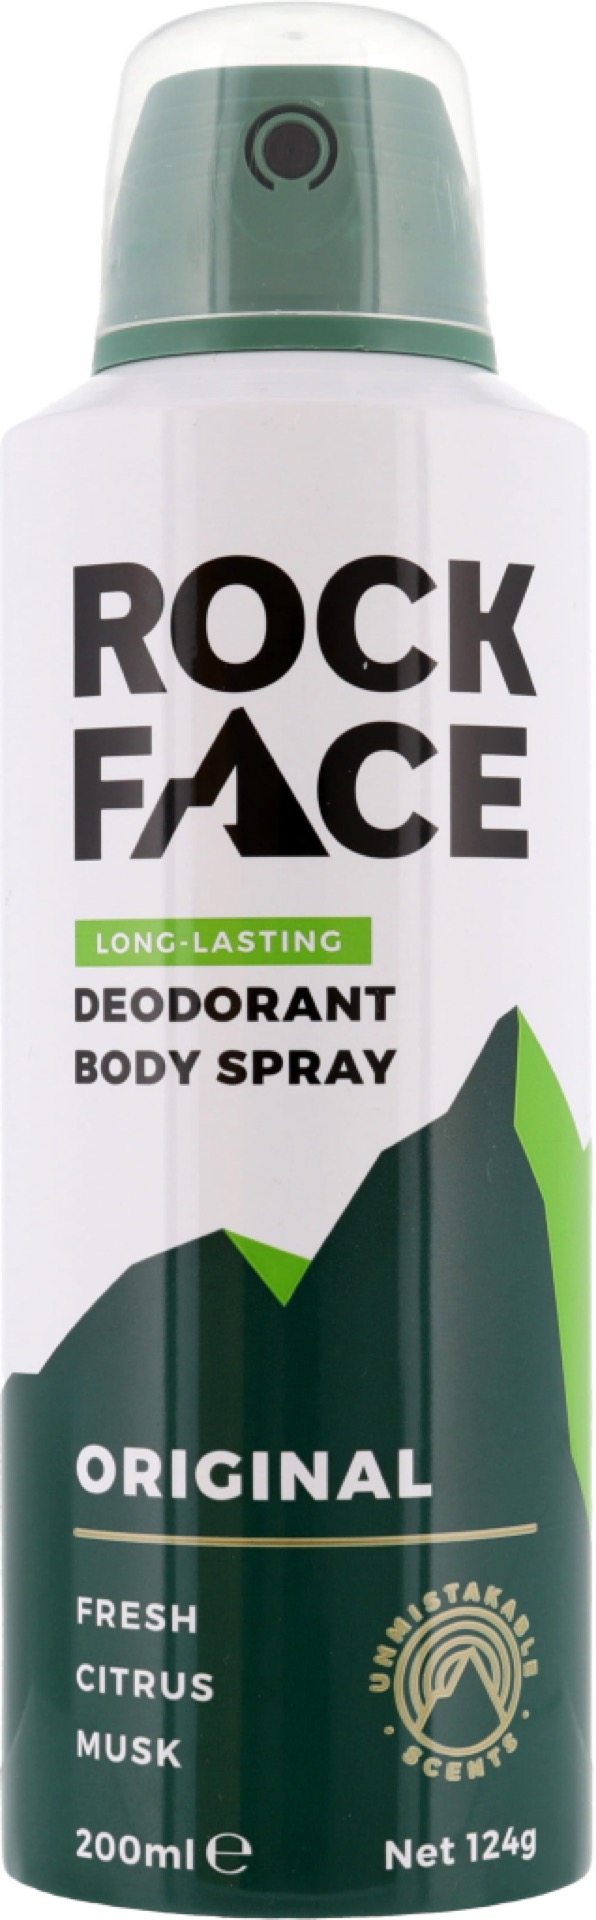 ROCK
FACE
LONG-LASTING
DEODORANT
BODY SPRAY
ORIGINAL
FRESH
CITRUS
MUSK
UNMISTAKABLE
SCENTS
200ml ℮
Net 124g